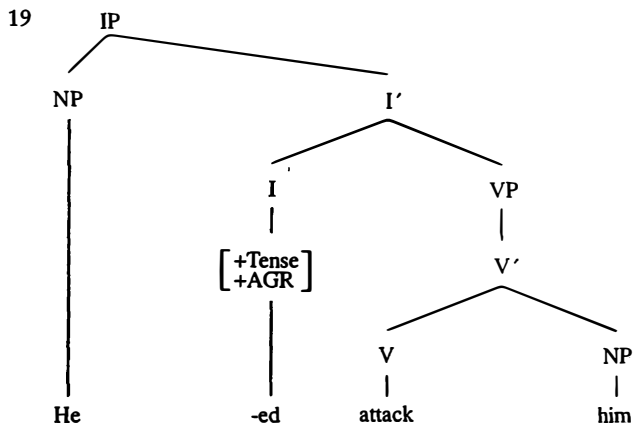 19
IP
NP I′
I VP
[+Tense
+AGR]
V′
V NP
He -ed attack him